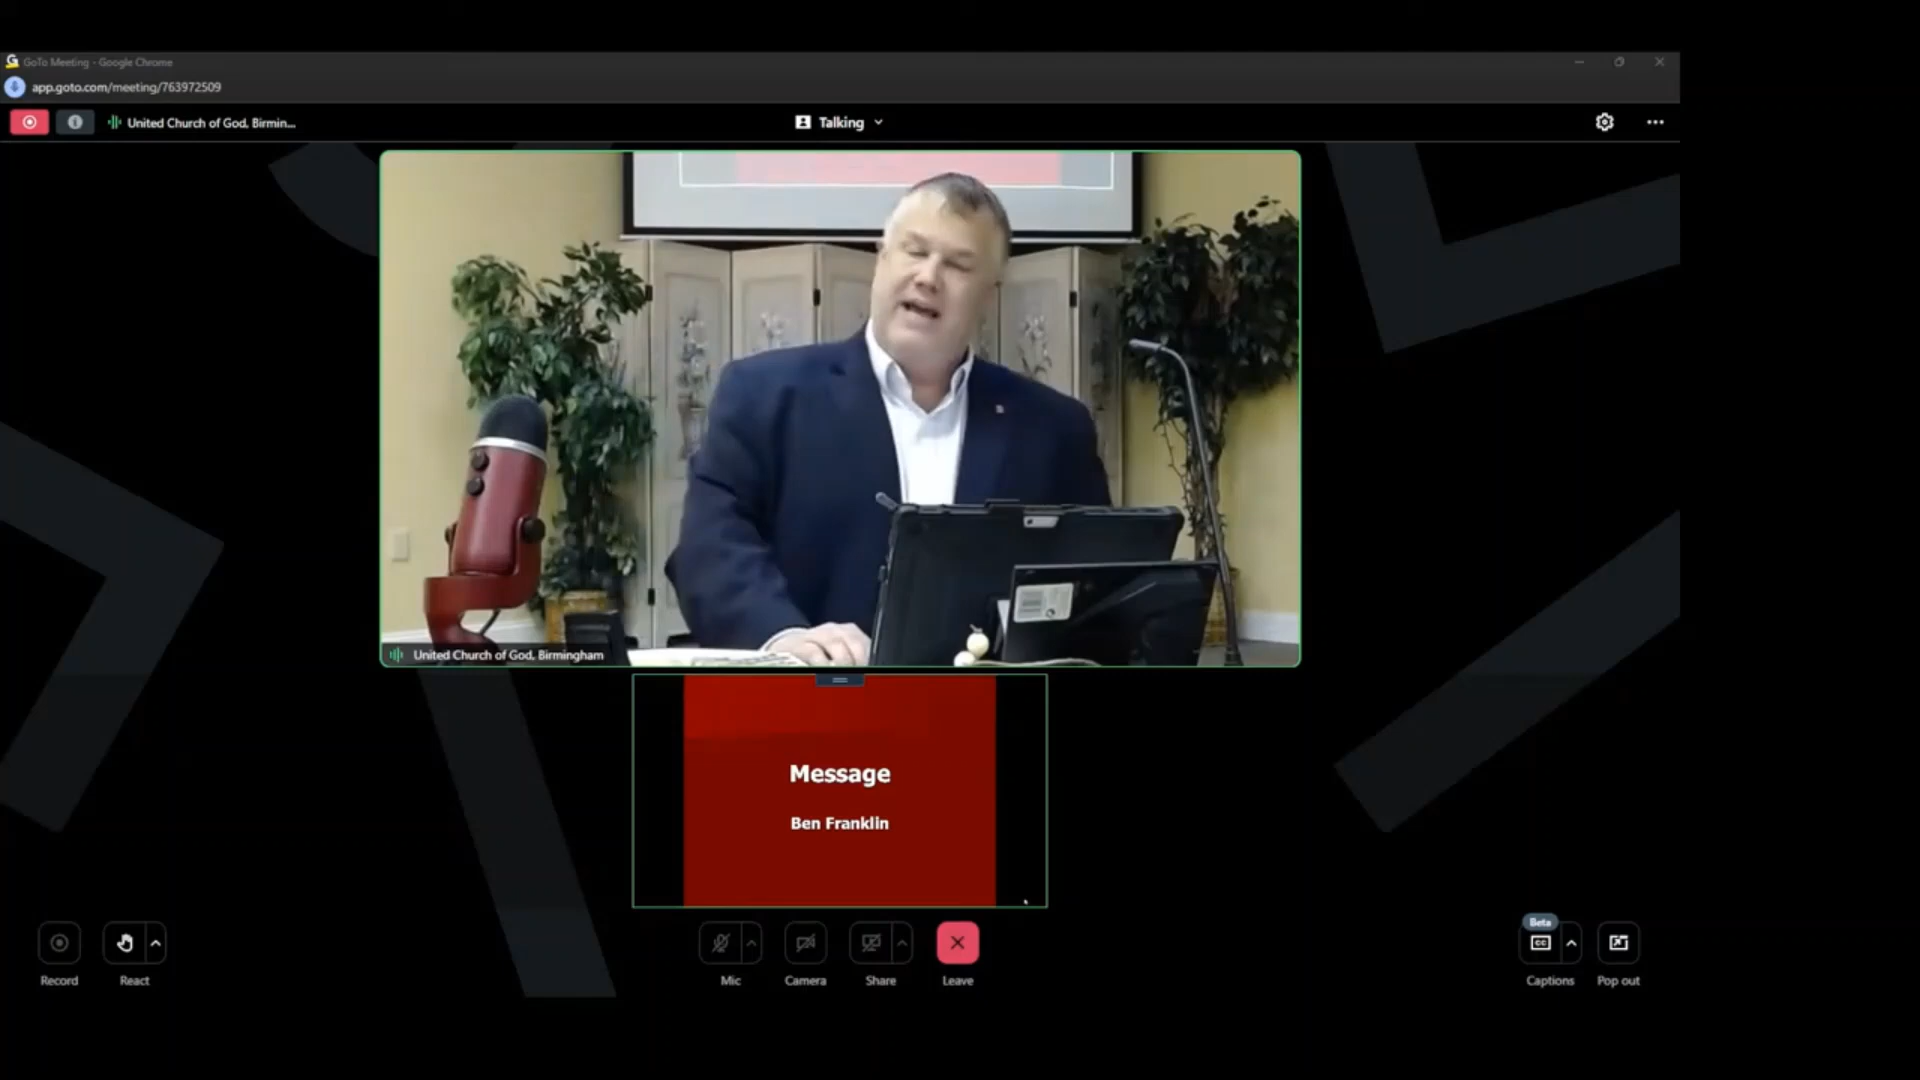 GoTo Meeting - Google Chrome
app.goto.com/meeting/763972509
United Church of God, Birmin...
Talking
United Church of God, Birmingham
Message
Ben Franklin
Record
React
Mic
Camera
Share
Leave
Beta
CC
Captions
Pop out